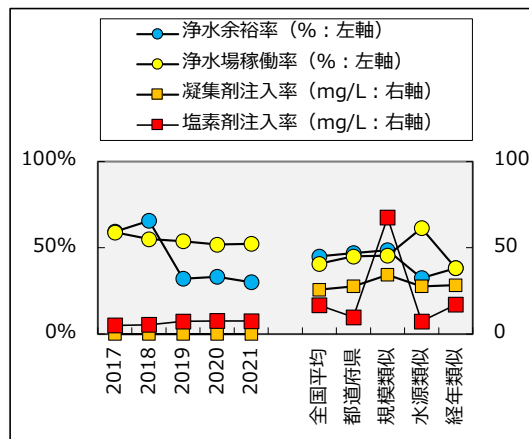 浄水余裕率（%：左軸）
浄水場稼働率（%：左軸）
凝集剤注入率（mg/L：右軸）
塩素剤注入率（mg/L：右軸）
100% 100
50% 50
0% 0
2017 2018 2019 2020 2021 全国平均 都道府県 規模類似 水源類似 経年類似